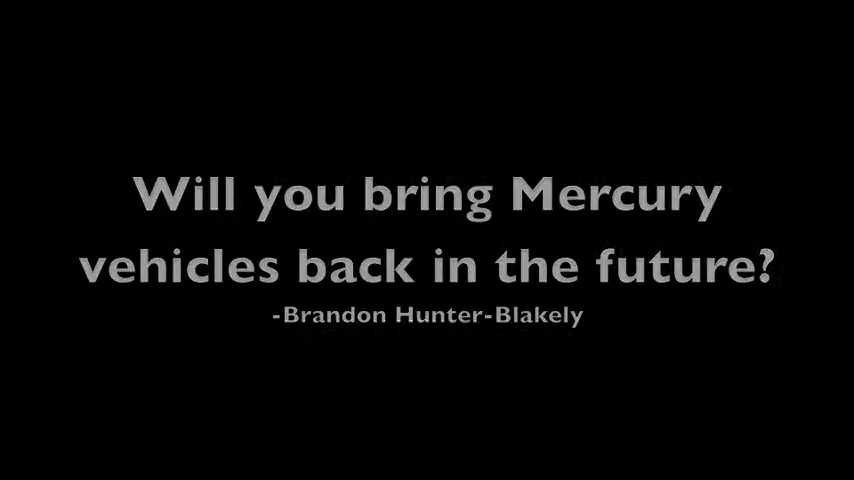 Will you bring Mercury
vehicles back in the future?
-Brandon Hunter-Blakely